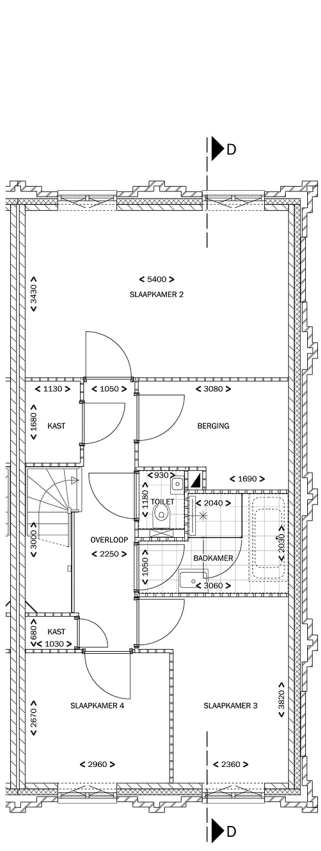 D
3430
< 5400 >
SLAAPKAMER 2
< 1130 >
< 1050 >
< 3080 >
1680
KAST
BERGING
<930>
< 1690 >
1180
TOILET
< 2040 >
3000
OVERLOOP
< 2250 >
1050
BADKAMER
2030
< 3060 >
680
KAST
< 1030 >
2670
SLAAPKAMER 4
SLAAPKAMER 3
3820
< 2960 >
< 2360 >
D